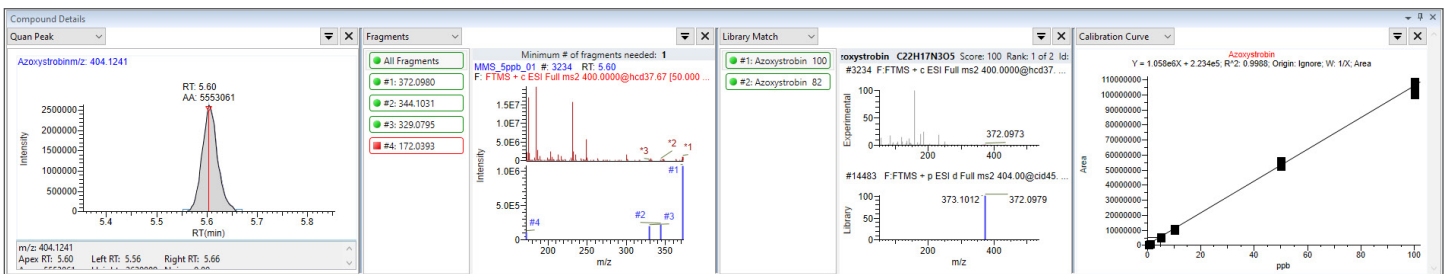 Compound Details
Quan Peak
Azoxystrobinm/z: 404.1241
RT: 5.60
AA: 5553061
Intensity
2500000
2000000
1500000
1000000
500000
0
5.4 5.5 5.6 5.7 5.8
RT(min)
m/z: 404.1241
Apex RT: 5.60 Left RT: 5.56 Right RT: 5.66
Fragments
All Fragments
#1: 372.0980
#2: 344.1031
#3: 329.0795
#4: 172.0393
Minimum # of fragments needed: 1
MMS_5ppb_01 #: 3234 RT: 5.60
F: FTMS + c ESI Full ms2 400.0000@hcd37.67 [50.000 ...
Intensity
1.5E7
1.0E7
5.0E6
0
*3 *2 *1
1.0E6
5.0E5
0
#1
#2 #3
#4
200 250 300 350
m/z
Library Match
#1: Azoxystrobin 100
#2: Azoxystrobin 82
oxystrobin C22H17N3O5 Score: 100 Rank: 1 of 2 Id:
#3234 F:FTMS + c ESI Full ms2 400.0000@hcd37. ...
Experimental
100
50
0
372.0973
200 400
#14483 F:FTMS + p ESI d Full ms2 404.00@cid45. ...
Library
100
50
0
373.1012 372.0979
200 400
m/z
Calibration Curve
Azoxystrobin
Y = 1.058e6X + 2.234e5; R^2: 0.9988; Origin: Ignore; W: 1/X; Area
Area
110000000
100000000
90000000
80000000
70000000
60000000
50000000
40000000
30000000
20000000
10000000
0
0 20 40 60 80 100
ppb